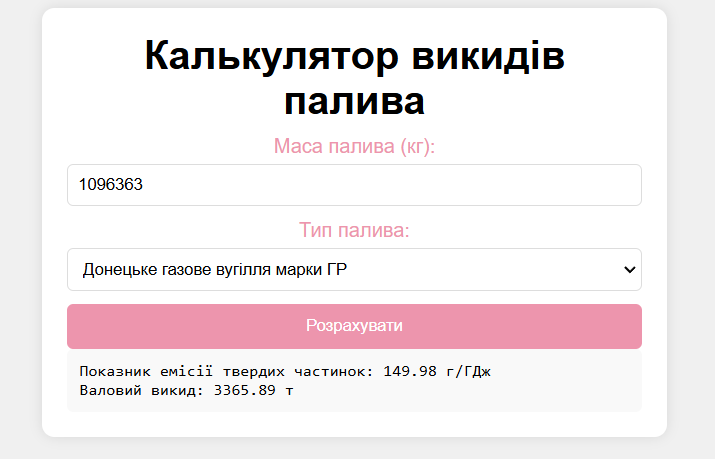 Калькулятор викидів
палива
Маса палива (кг):
1096363
Тип палива:
Донецьке газове вугілля марки ГР
Розрахувати
Показник емісії твердих частинок: 149.98 г/ГДж
Валовий викид: 3365.89 т